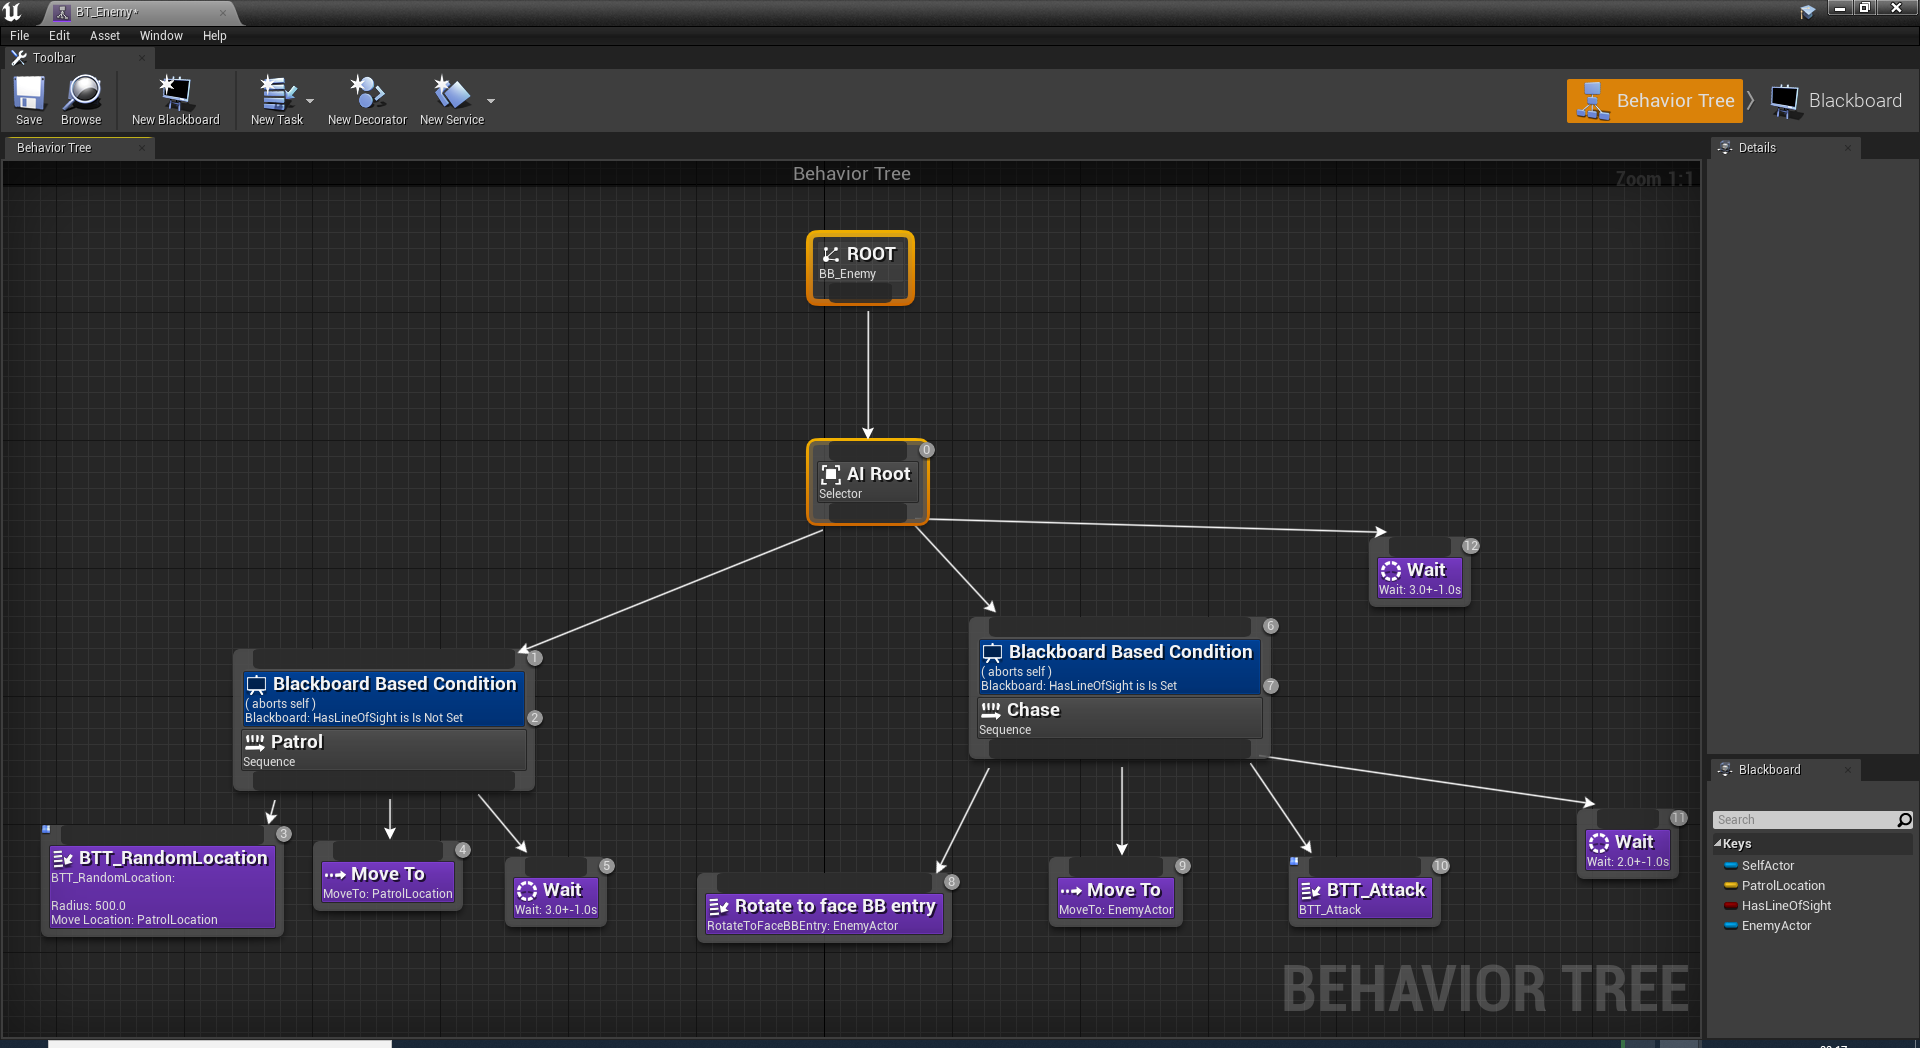 BT_Enemy*
File Edit Asset Window Help
Toolbar
Save Browse New Blackboard New Task New Decorator New Service Behavior Tree Blackboard
Behavior Tree Details
Behavior Tree
Zoom 1:1
ROOT
BB_Enemy
0
AI Root
Selector
12
Wait
Wait: 3.0+-1.0s
1
Blackboard Based Condition
( aborts self )
Blackboard: HasLineOfSight is Is Not Set
2
Patrol
Sequence
6
Blackboard Based Condition
( aborts self )
Blackboard: HasLineOfSight is Is Set
7
Chase
Sequence
3
BTT_RandomLocation
BTT_RandomLocation:
Radius: 500.0
Move Location: PatrolLocation
4
Move To
MoveTo: PatrolLocation
5
Wait
Wait: 3.0+-1.0s
8
Rotate to face BB entry
RotateToFaceBBEntry: EnemyActor
9
Move To
MoveTo: EnemyActor
10
BTT_Attack
BTT_Attack
11
Wait
Wait: 2.0+-1.0s
BEHAVIOR TREE
Blackboard
Search
Keys
SelfActor
PatrolLocation
HasLineOfSight
EnemyActor